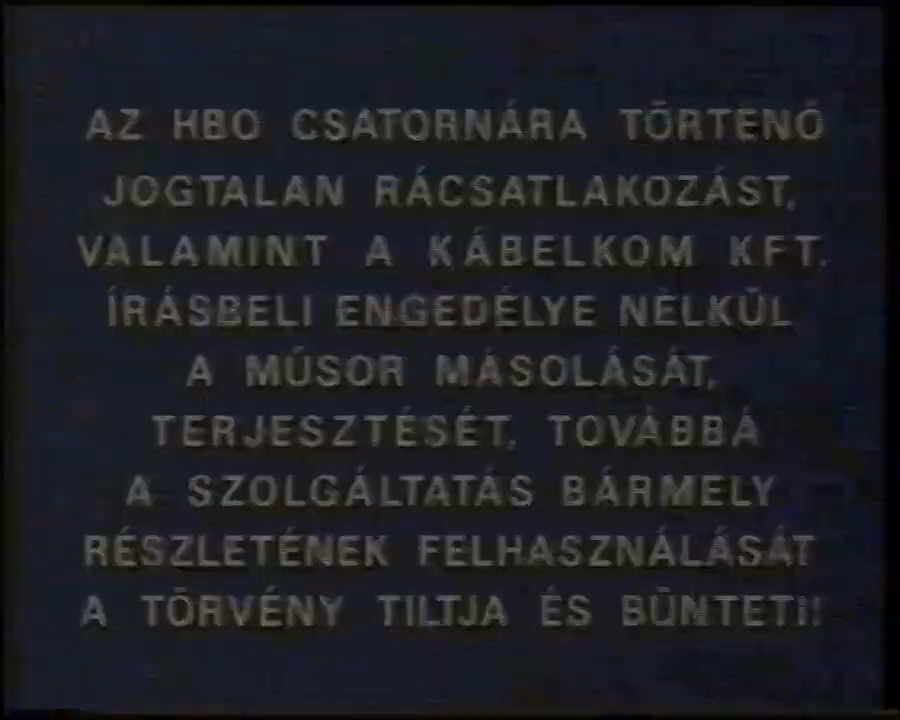 AZ HBO CSATORNÁRA TÖRTÉNŐ
JOGTALAN RÁCSATLAKOZÁST,
VALAMINT A KÁBELKOM KFT.
ÍRÁSBELI ENGEDÉLYE NÉLKÜL
A MŰSOR MÁSOLÁSÁT,
TERJESZTÉSÉT, TOVÁBBÁ
A SZOLGÁLTATÁS BÁRMELY
RÉSZLETÉNEK FELHASZNÁLÁSÁT
A TÖRVÉNY TILTJA ÉS BÜNTETI!